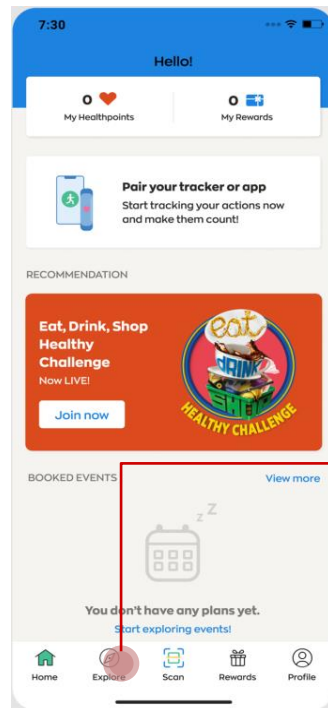 7:30
Hello!
0
My Healthpoints
0
My Rewards
Pair your tracker or app
Start tracking your actions now
and make them count!
RECOMMENDATION
Eat, Drink, Shop
Healthy
Challenge
Now LIVE!
Join now
eat
DRINK
SHOP
HEALTHY CHALLENGE
BOOKED EVENTS
View more
z Z
You don't have any plans yet.
Start exploring events!
Home
Explore
Scan
Rewards
Profile